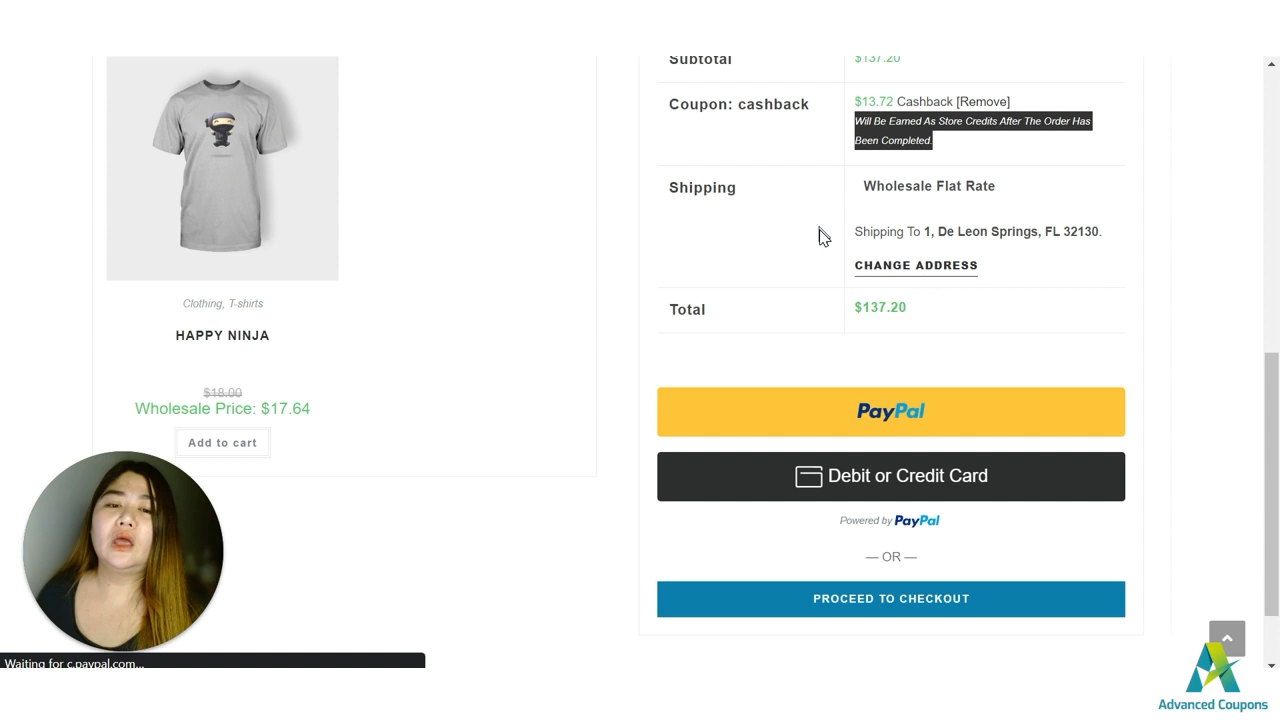 Subtotal
$137.20
Coupon: cashback
$13.72 Cashback [Remove]
Will Be Earned As Store Credits After The Order Has
Been Completed.
Shipping
Wholesale Flat Rate
Shipping To 1, De Leon Springs, FL 32130.
CHANGE ADDRESS
Total
$137.20
Clothing, T-shirts
HAPPY NINJA
$18.00
Wholesale Price: $17.64
Add to cart
PayPal
Debit or Credit Card
Powered by PayPal
— OR —
PROCEED TO CHECKOUT
Waiting for c.paypal.com...
Advanced Coupons